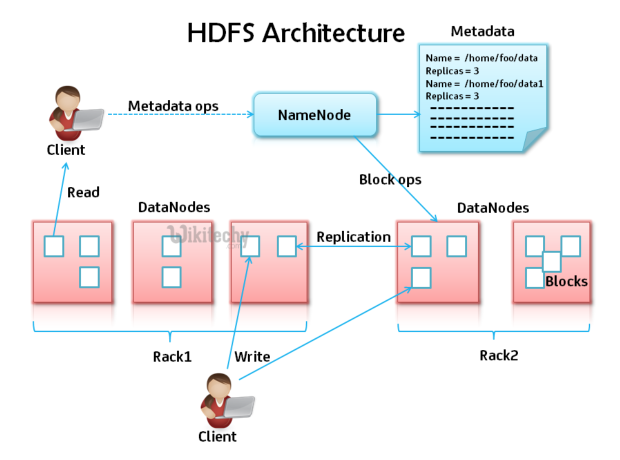 HDFS Architecture
Metadata
Name = /home/foo/data
Replicas = 3
Name = /home/foo/data1
Replicas = 3
Metadata ops
NameNode
Client
Block ops
Read
DataNodes
DataNodes
Wikitechy
.com
Replication
Blocks
Rack1
Write
Rack2
Client